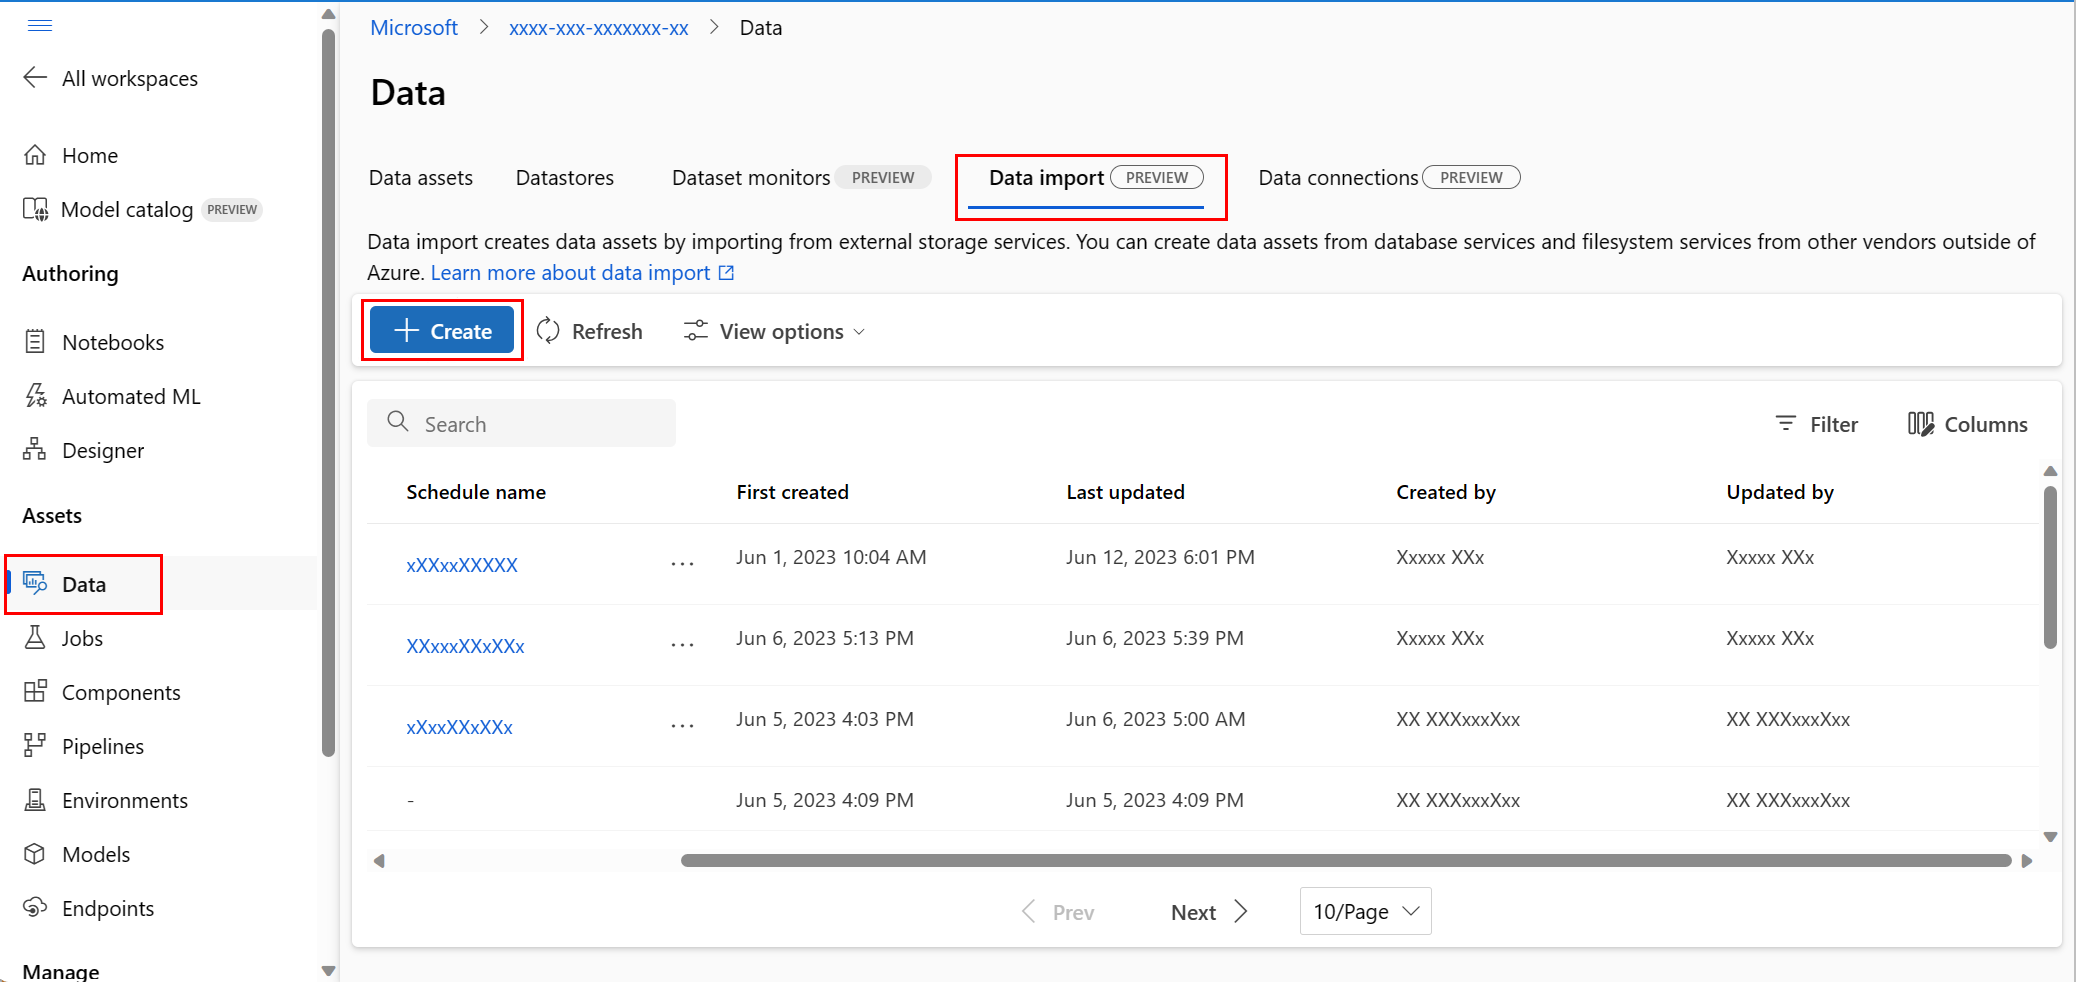 Microsoft > xxxx-xxx-xxxxxxx-xx > Data
All workspaces
Home
Model catalog PREVIEW
Authoring
Notebooks
Automated ML
Designer
Assets
Data
Jobs
Components
Pipelines
Environments
Models
Endpoints
Manage
Data
Data assets Datastores Dataset monitors PREVIEW Data import PREVIEW Data connections PREVIEW
Data import creates data assets by importing from external storage services. You can create data assets from database services and filesystem services from other vendors outside of
Azure. Learn more about data import
Create Refresh View options
Search Filter Columns
Schedule name First created Last updated Created by Updated by
xXXxxXXXXX ... Jun 1, 2023 10:04 AM Jun 12, 2023 6:01 PM Xxxxx XXx Xxxxx XXx
XXxxxXXxXXx ... Jun 6, 2023 5:13 PM Jun 6, 2023 5:39 PM Xxxxx XXx Xxxxx XXx
xXxxXXxXXx ... Jun 5, 2023 4:03 PM Jun 6, 2023 5:00 AM XX XXXxxxXxx XX XXXxxxXxx
- Jun 5, 2023 4:09 PM Jun 5, 2023 4:09 PM XX XXXxxxXxx XX XXXxxxXxx
Prev Next 10/Page